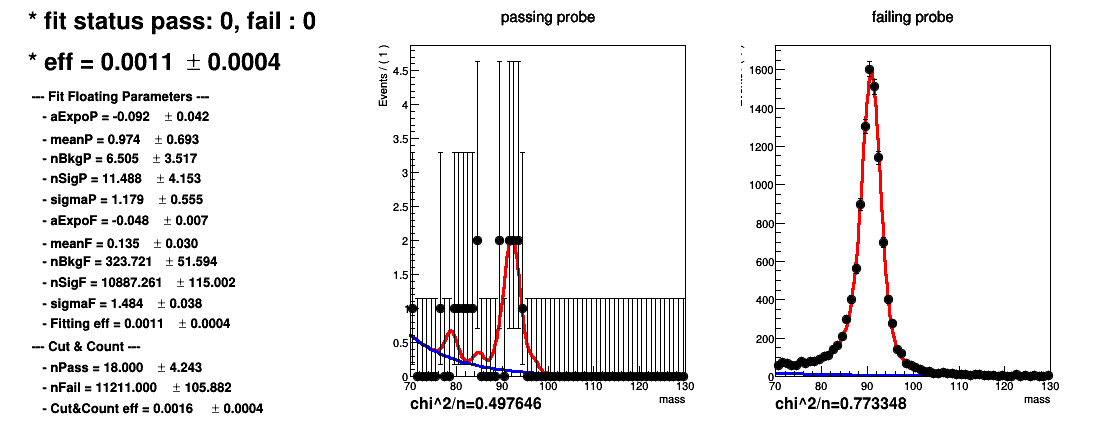 * fit status pass: 0, fail : 0
* eff = 0.0011 ± 0.0004
--- Fit Floating Parameters ---
- aExpoP = -0.092 ± 0.042
- meanP = 0.974 ± 0.693
- nBkgP = 6.505 ± 3.517
- nSigP = 11.488 ± 4.153
- sigmaP = 1.179 ± 0.555
- aExpoF = -0.048 ± 0.007
- meanF = 0.135 ± 0.030
- nBkgF = 323.721 ± 51.594
- nSigF = 10887.261 ± 115.002
- sigmaF = 1.484 ± 0.038
- Fitting eff = 0.0011 ± 0.0004
--- Cut & Count ---
- nPass = 18.000 ± 4.243
- nFail = 11211.000 ± 105.882
- Cut&Count eff = 0.0016 ± 0.0004
passing probe
Events / ( 1 )
4.5
4
3.5
3
2.5
2
1.5
1
0.5
0
70 80 90 100 110 120 130
mass
chi^2/n=0.497646
failing probe
1600
1400
1200
1000
800
600
400
200
0
70 80 90 100 110 120 130
mass
chi^2/n=0.773348